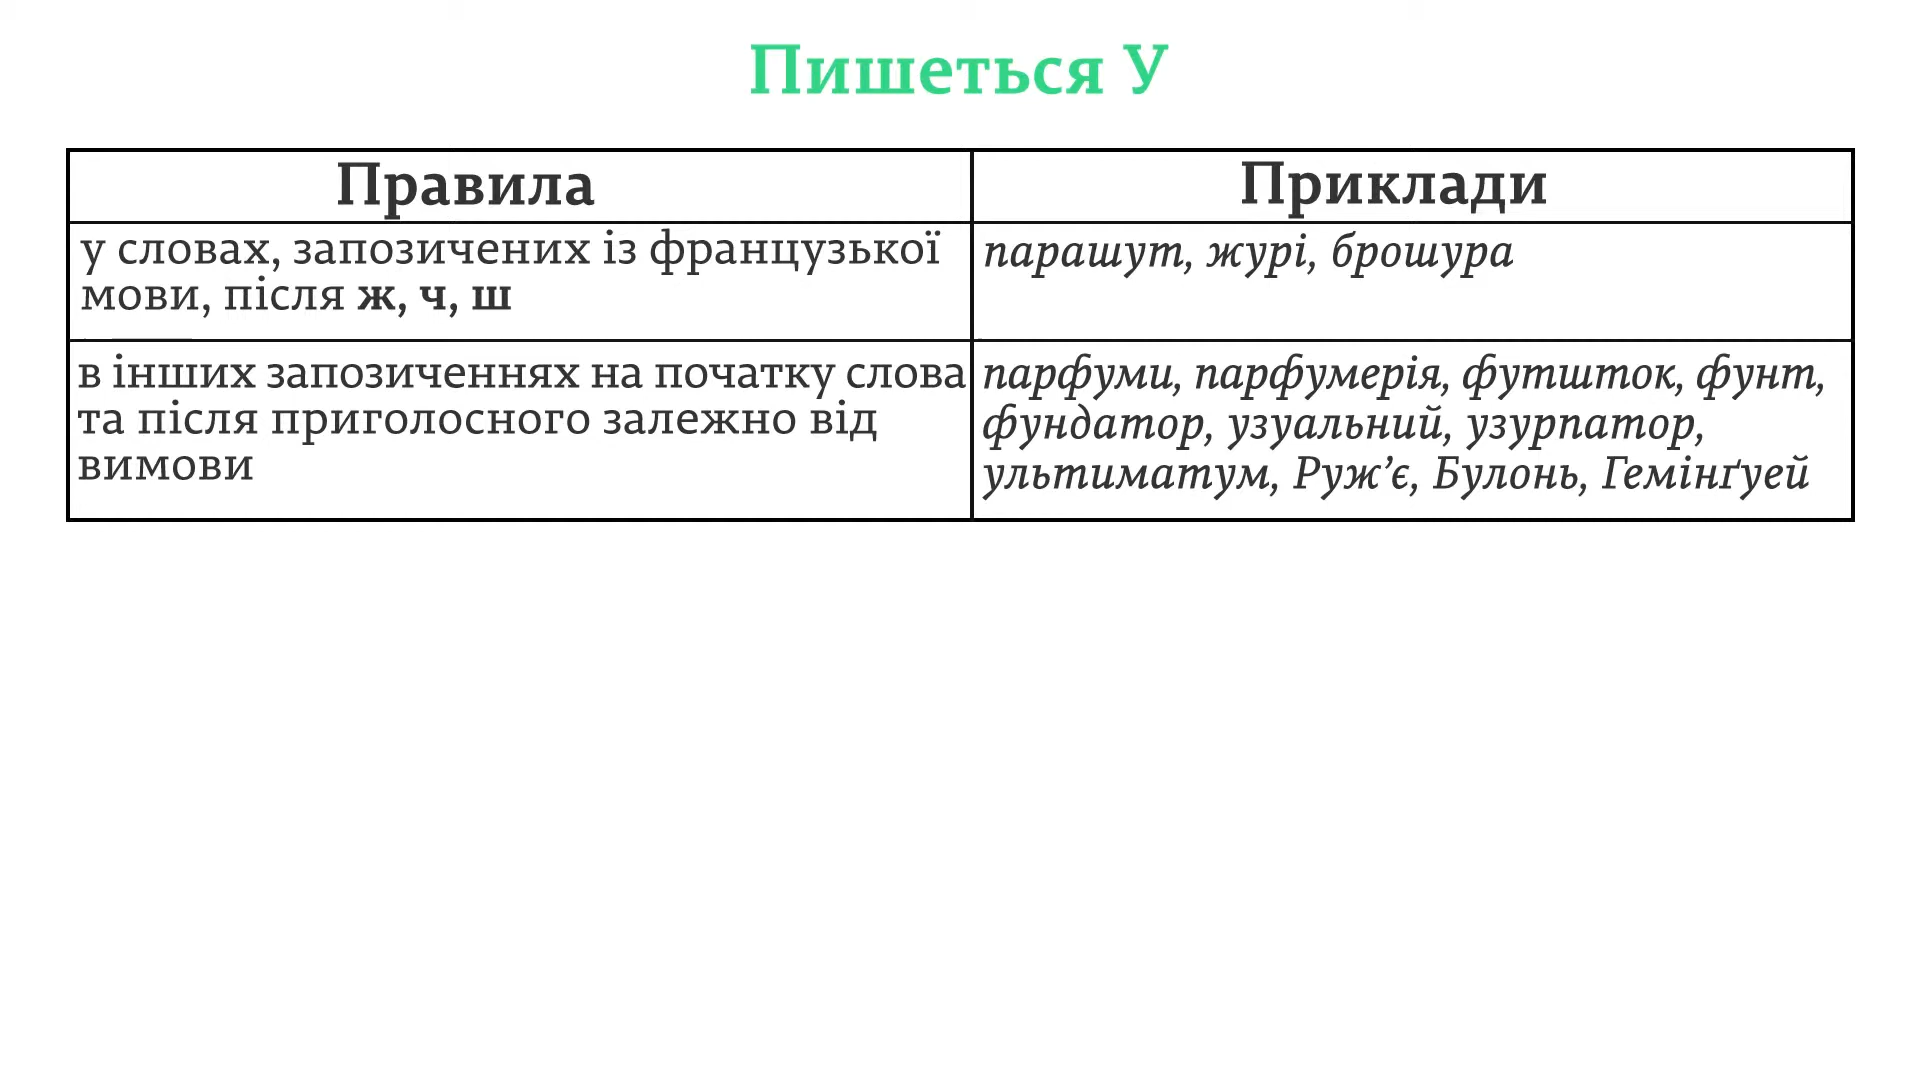 Пишеться У
Правила
Приклади
у словах, запозичених із французької
мови, після ж, ч, ш
парашут, журі, брошура
в інших запозиченнях на початку слова
та після приголосного залежно від
вимови
парфуми, парфумерія, футшток, фунт,
фундатор, узуальний, узурпатор,
ультиматум, Руж’є, Булонь, Гемінґуей